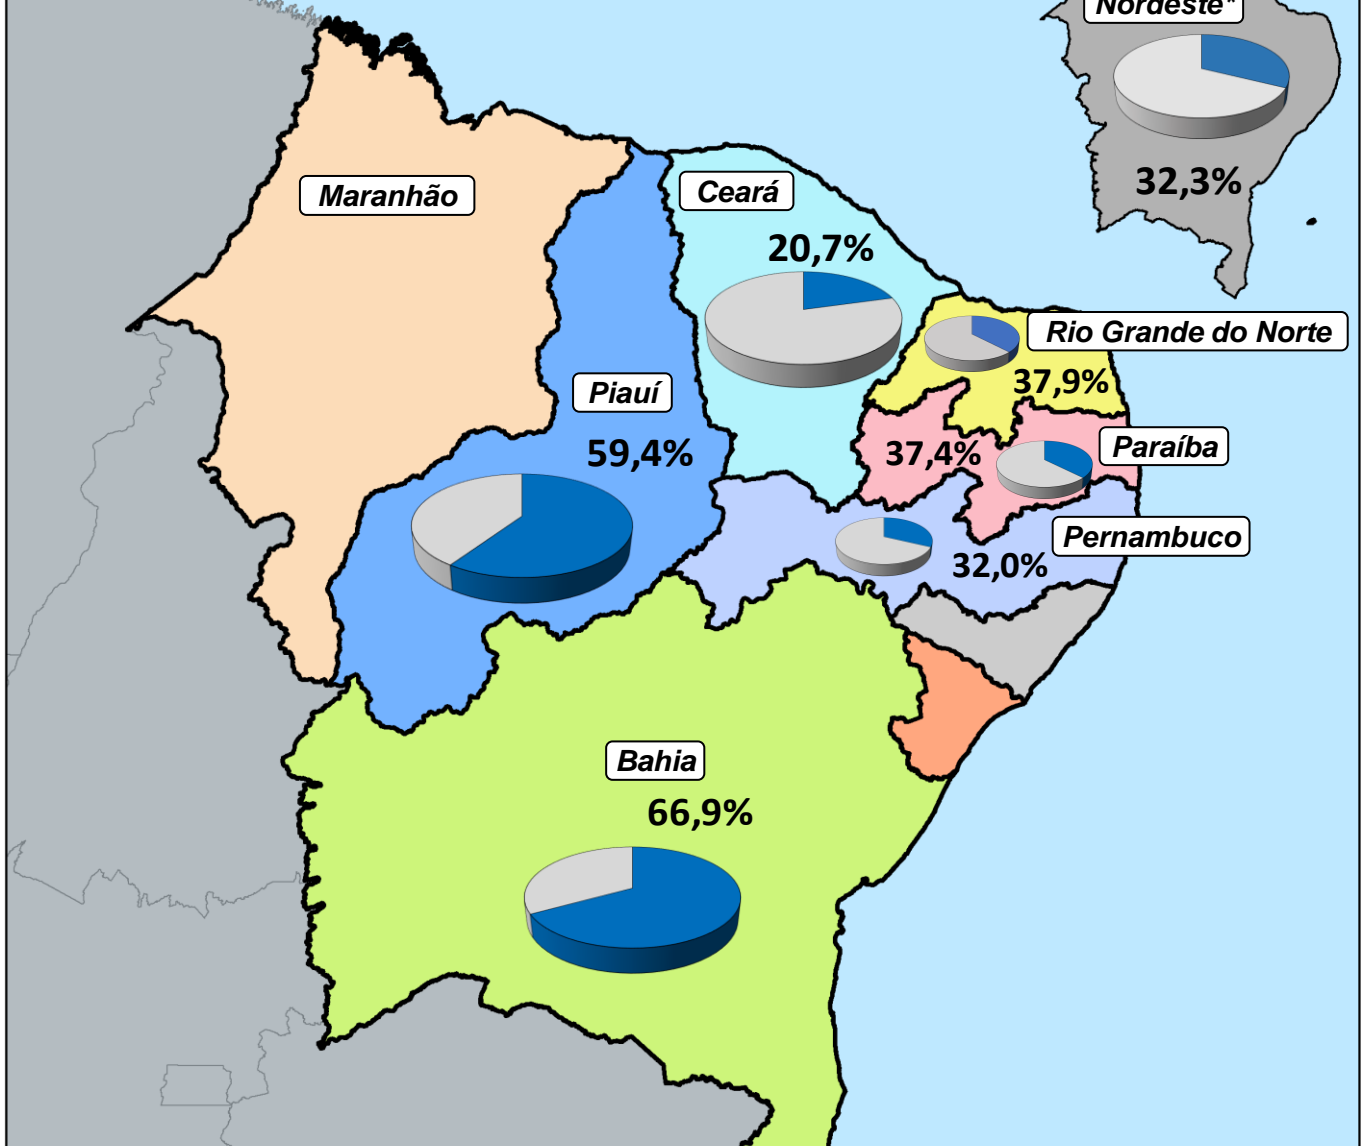 Nordeste*
32,3%
Maranhão
Ceará
20,7%
Rio Grande do Norte
37,9%
Piauí
59,4%
Paraíba
37,4%
Pernambuco
32,0%
Bahia
66,9%